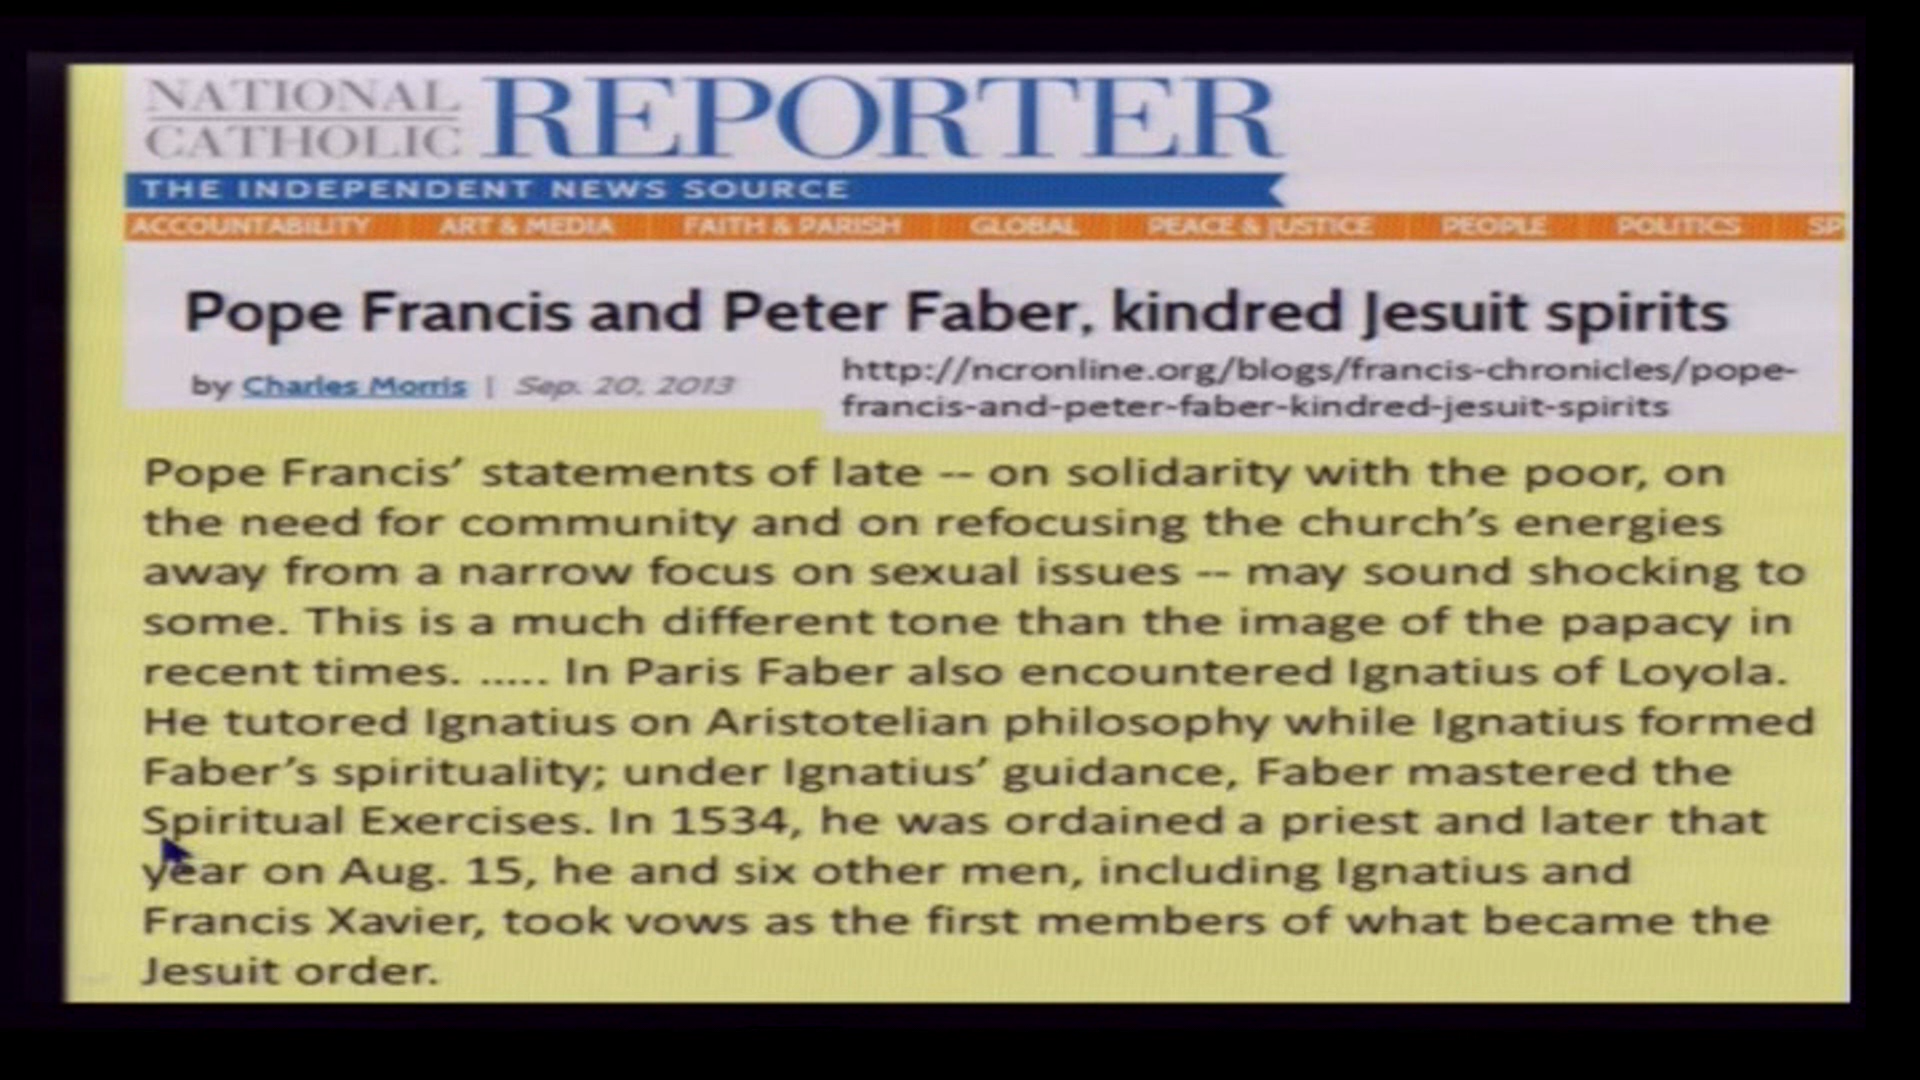 NATIONAL
CATHOLIC
REPORTER
THE INDEPENDENT NEWS SOURCE
ACCOUNTABILITY ART & MEDIA FAITH & PARISH GLOBAL PEACE & JUSTICE PEOPLE POLITICS SP
Pope Francis and Peter Faber, kindred Jesuit spirits
by Charles Morris | Sep. 20, 2013
http://ncronline.org/blogs/francis-chronicles/pope-
francis-and-peter-faber-kindred-jesuit-spirits
Pope Francis’ statements of late -- on solidarity with the poor, on
the need for community and on refocusing the church’s energies
away from a narrow focus on sexual issues -- may sound shocking to
some. This is a much different tone than the image of the papacy in
recent times. ..... In Paris Faber also encountered Ignatius of Loyola.
He tutored Ignatius on Aristotelian philosophy while Ignatius formed
Faber’s spirituality; under Ignatius’ guidance, Faber mastered the
Spiritual Exercises. In 1534, he was ordained a priest and later that
year on Aug. 15, he and six other men, including Ignatius and
Francis Xavier, took vows as the first members of what became the
Jesuit order.